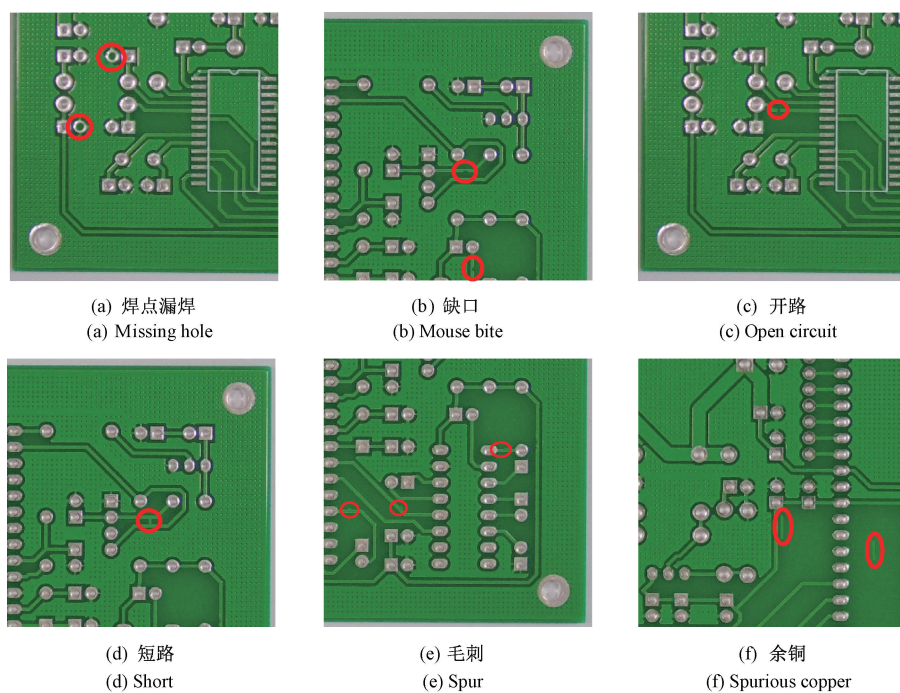 (a) 焊点漏焊
(a) Missing hole
(b) 缺口
(b) Mouse bite
(c) 开路
(c) Open circuit
(d) 短路
(d) Short
(e) 毛刺
(e) Spur
(f) 余铜
(f) Spurious copper